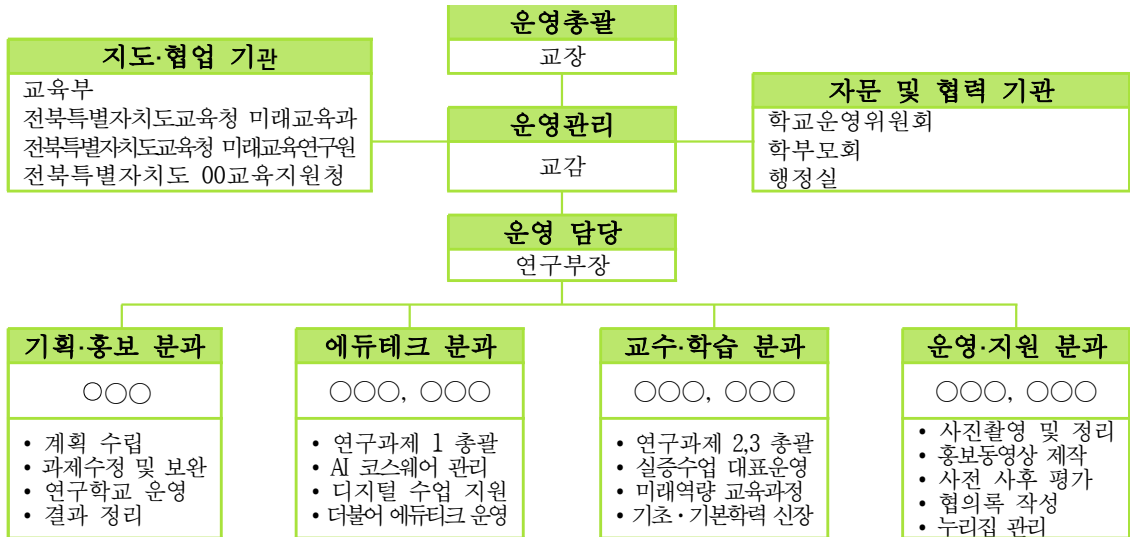 운영총괄
교장
지도·협업 기관
교육부
전북특별자치도교육청 미래교육과
전북특별자치도교육청 미래교육연구원
전북특별자치도 00교육지원청
운영관리
교감
자문 및 협력 기관
학교운영위원회
학부모회
행정실
운영 담당
연구부장
기획·홍보 분과
○○○
• 계획 수립
• 과제수정 및 보완
• 연구학교 운영
• 결과 정리
에듀테크 분과
○○○, ○○○
• 연구과제 1 총괄
• AI 코스웨어 관리
• 디지털 수업 지원
• 더불어 에듀티크 운영
교수·학습 분과
○○○, ○○○
• 연구과제 2,3 총괄
• 실증수업 대표운영
• 미래역량 교육과정
• 기초·기본학력 신장
운영·지원 분과
○○○, ○○○
• 사진촬영 및 정리
• 홍보동영상 제작
• 사전 사후 평가
• 협의록 작성
• 누리집 관리